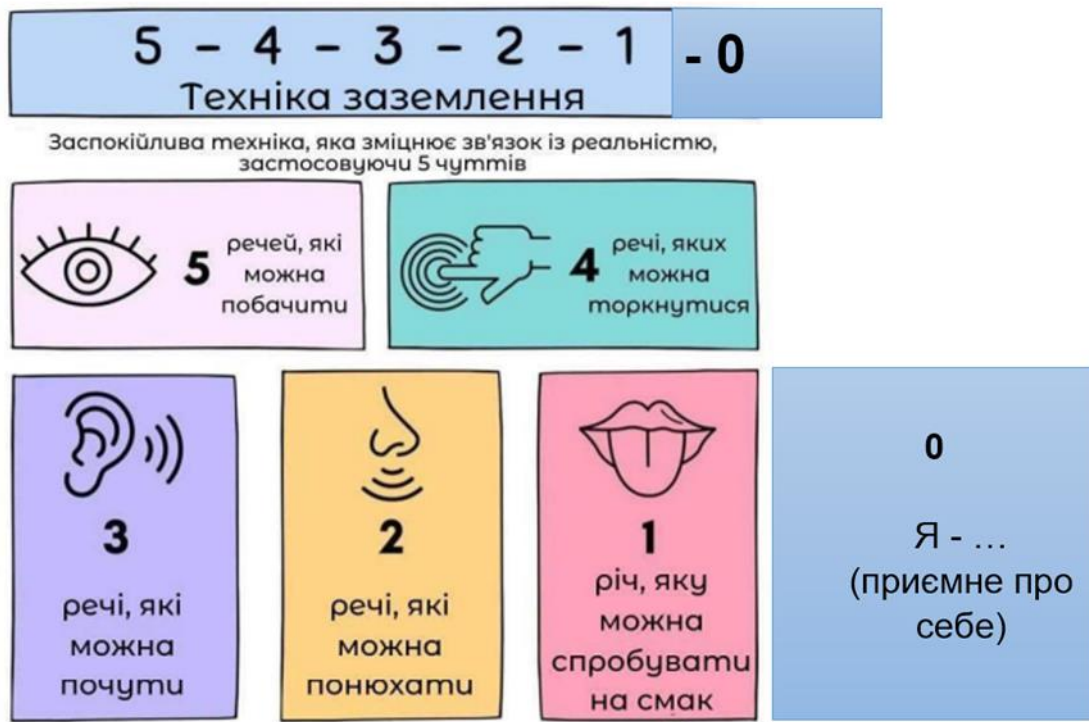 5 - 4 - 3 - 2 - 1 - 0
Техніка заземлення
Заспокійлива техніка, яка зміцнює зв'язок із реальністю,
застосовуючи 5 чуттів
5
речей, які
можна
побачити
4
речі, яких
можна
торкнутися
3
речі, які
можна
почути
2
речі, які
можна
понюхати
1
річ, яку
можна
спробувати
на смак
0
Я - ...
(приємне про
себе)